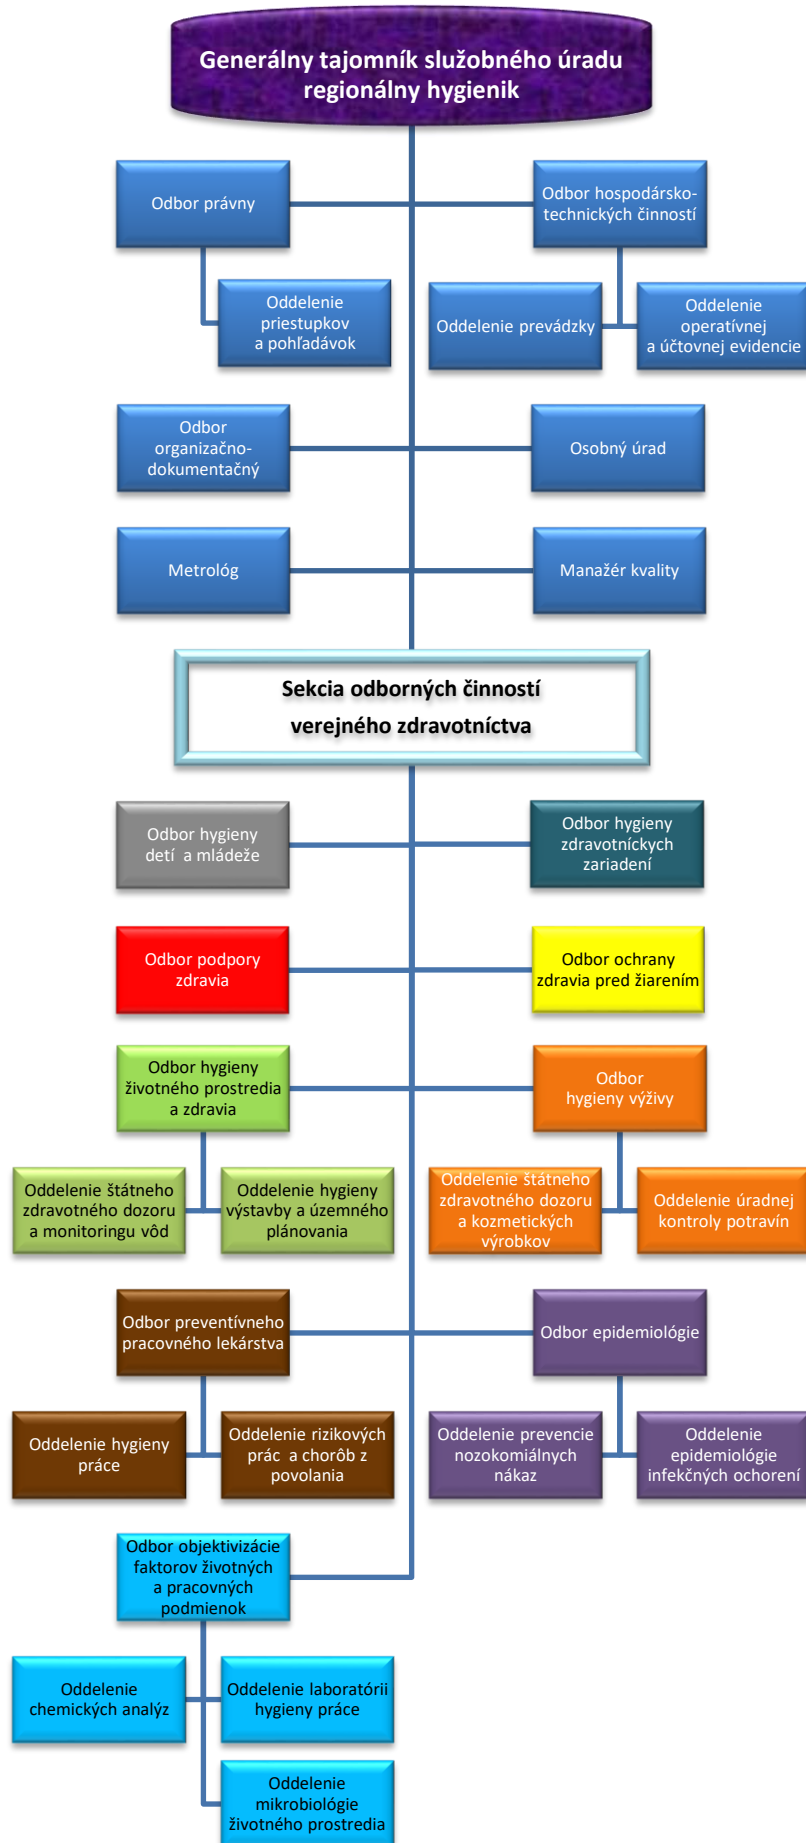 Generálny tajomník služobného úradu
regionálny hygienik
Odbor právny
Odbor hospodársko-
technických činností
Oddelenie
priestupkov
a pohľadávok
Oddelenie prevádzky
Oddelenie
operatívnej
a účtovnej evidencie
Odbor
organizačno-
dokumentačný
Osobný úrad
Metrológ
Manažér kvality
Sekcia odborných činností
verejného zdravotníctva
Odbor hygieny
detí a mládeže
Odbor hygieny
zdravotníckych
zariadení
Odbor podpory
zdravia
Odbor ochrany
zdravia pred žiarením
Odbor hygieny
životného prostredia
a zdravia
Odbor
hygieny výživy
Oddelenie štátneho
zdravotného dozoru
a monitoringu vôd
Oddelenie hygieny
výstavby a územného
plánovania
Oddelenie štátneho
zdravotného dozoru
a kozmetických
výrobkov
Oddelenie úradnej
kontroly potravín
Odbor preventívneho
pracovného lekárstva
Odbor epidemiológie
Oddelenie hygieny
práce
Oddelenie rizikových
prác a chorôb z
povolania
Oddelenie prevencie
nozokomiálnych
nákaz
Oddelenie
epidemiológie
infekčných ochorení
Odbor objektivizácie
faktorov životných
a pracovných
podmienok
Oddelenie
chemických analýz
Oddelenie laboratórii
hygieny práce
Oddelenie
mikrobiológie
životného prostredia